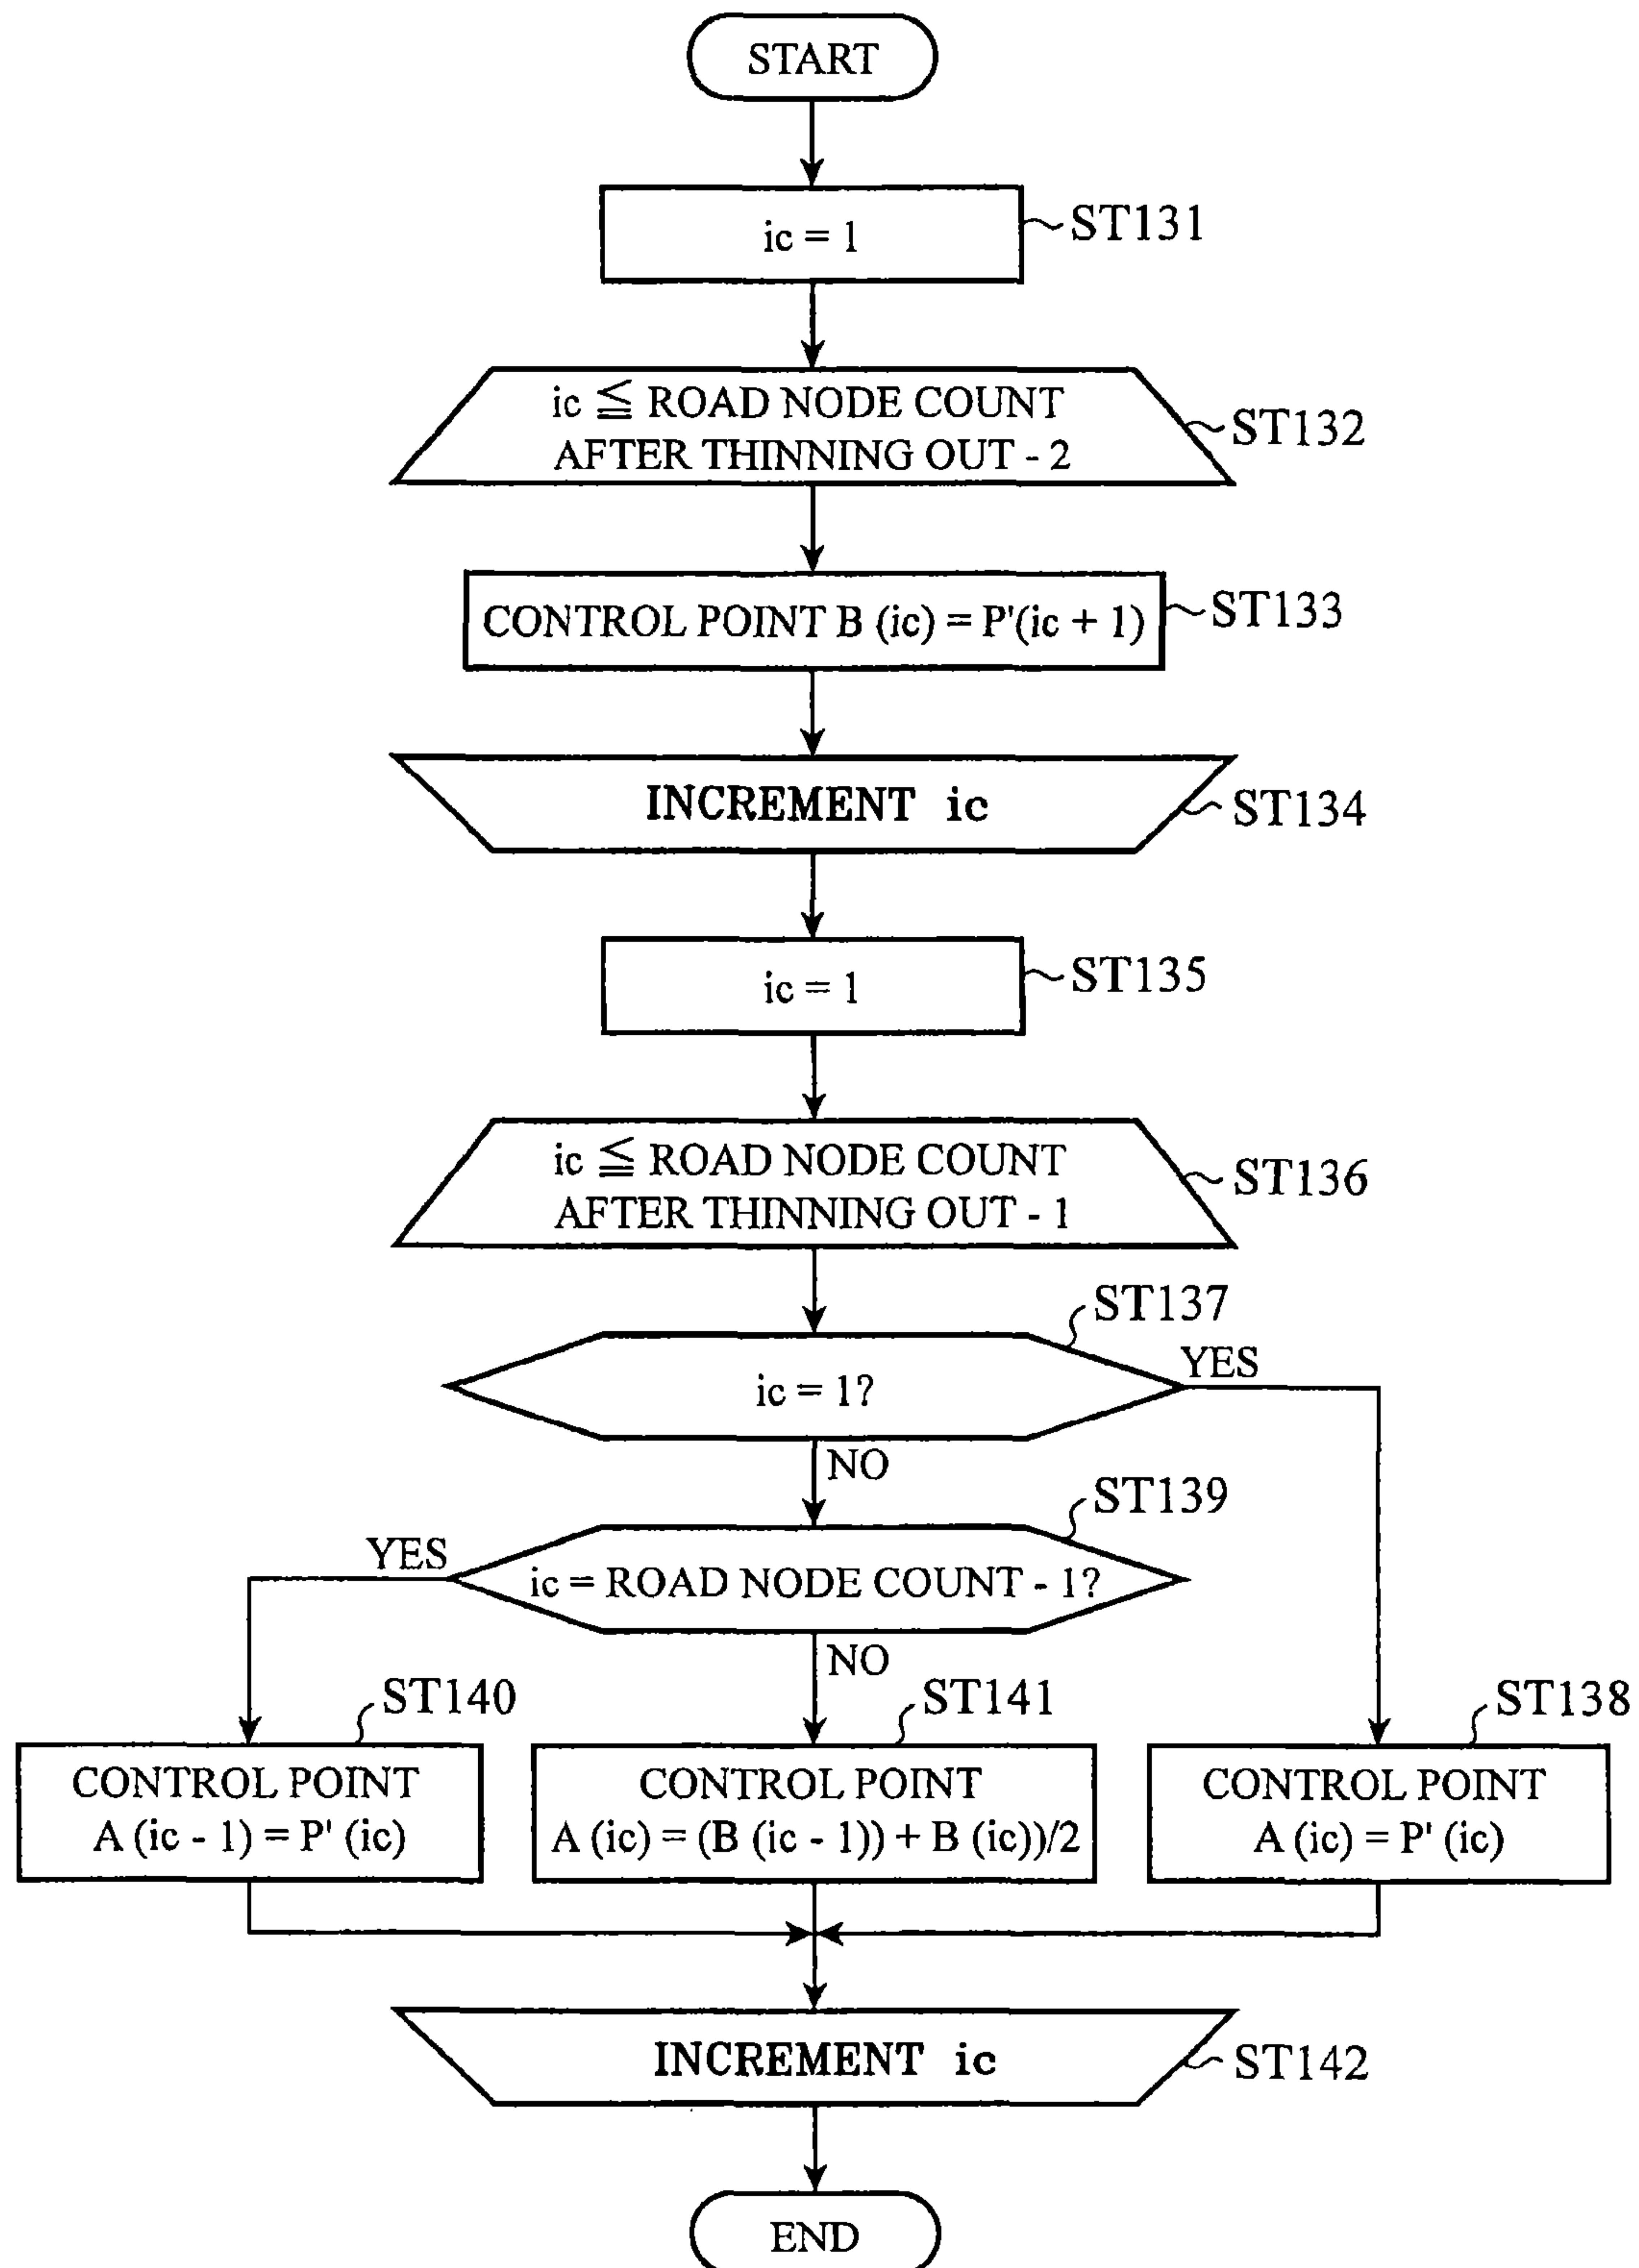 START
ic = 1
ST131
ic ≦ ROAD NODE COUNT
AFTER THINNING OUT - 2
ST132
CONTROL POINT B (ic) = P'(ic + 1)
ST133
INCREMENT ic
ST134
ic = 1
ST135
ic ≦ ROAD NODE COUNT
AFTER THINNING OUT - 1
ST136
ST137
ic = 1?
YES
NO
ST139
YES
ic = ROAD NODE COUNT - 1?
NO
ST140
ST141
ST138
CONTROL POINT
A (ic - 1) = P' (ic)
CONTROL POINT
A (ic) = (B (ic - 1)) + B (ic))/2
CONTROL POINT
A (ic) = P' (ic)
INCREMENT ic
ST142
END